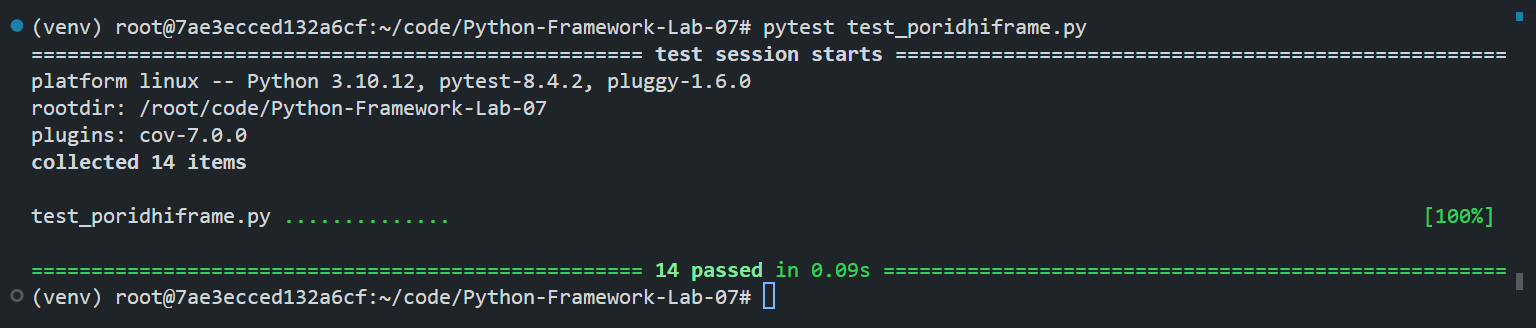 (venv) root@7ae3ecced132a6cf:~/code/Python-Framework-Lab-07# pytest test_poridhiframe.py
=================================================== test session starts ===================================================
platform linux -- Python 3.10.12, pytest-8.4.2, pluggy-1.6.0
rootdir: /root/code/Python-Framework-Lab-07
plugins: cov-7.0.0
collected 14 items
test_poridhiframe.py .............. [100%]
=================================================== 14 passed in 0.09s ====================================================
(venv) root@7ae3ecced132a6cf:~/code/Python-Framework-Lab-07#